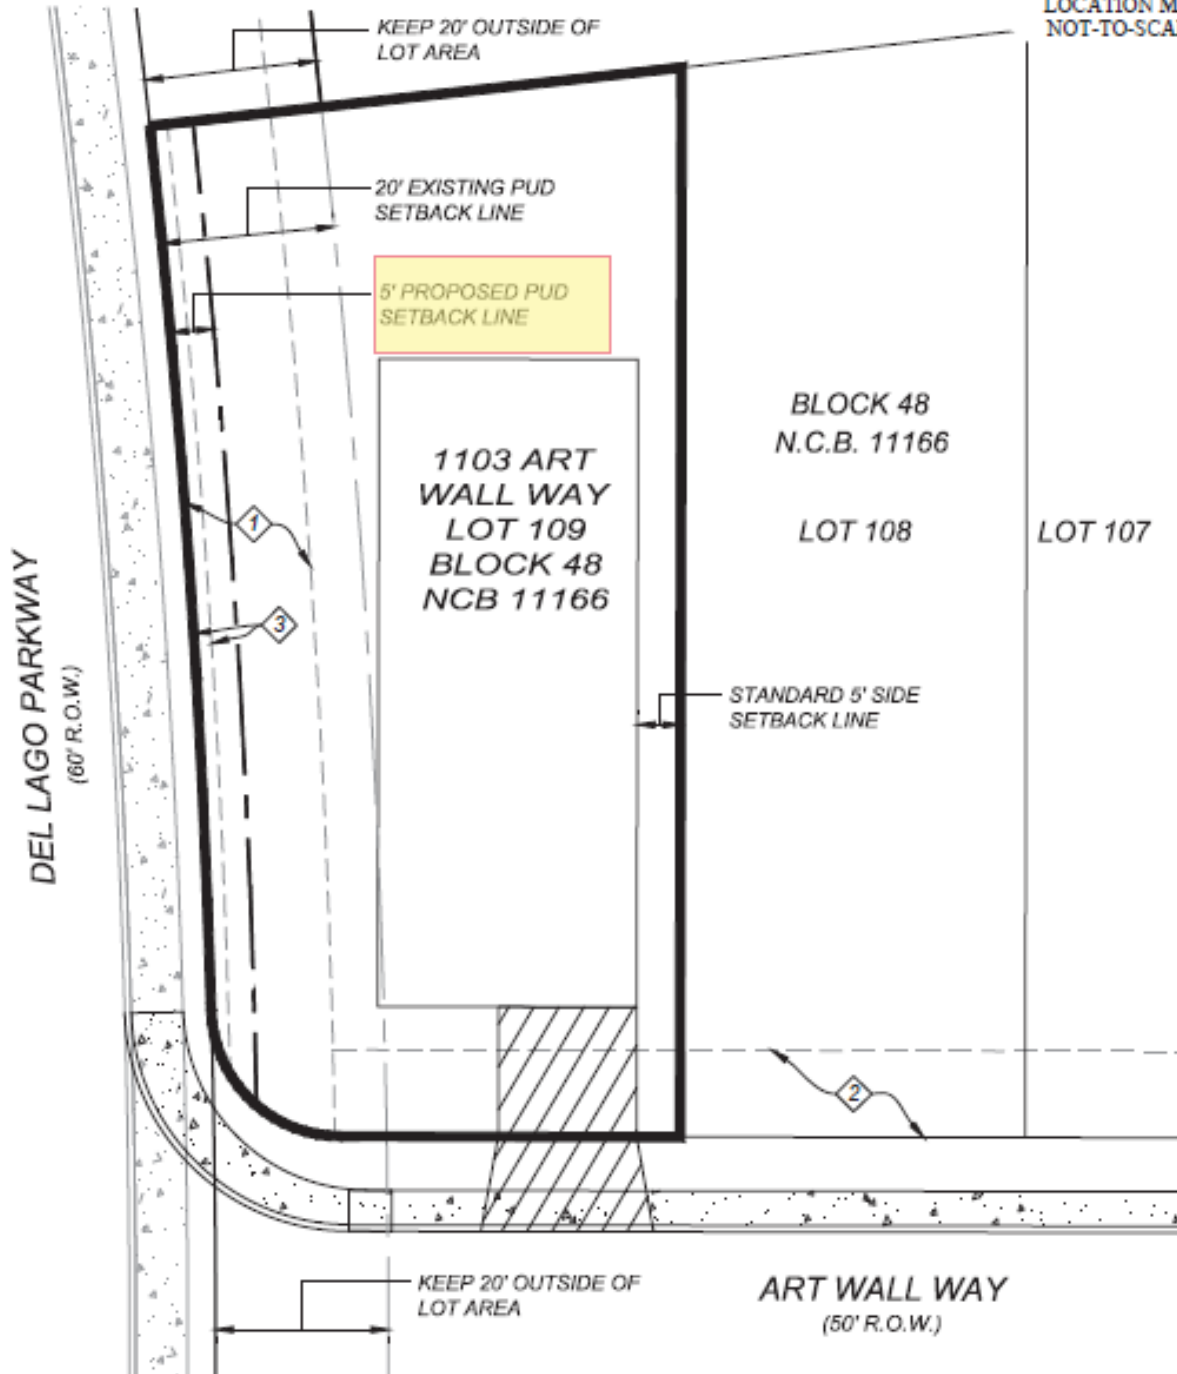 LOCATION M
NOT-TO-SCA
KEEP 20' OUTSIDE OF
LOT AREA
20' EXISTING PUD
SETBACK LINE
5' PROPOSED PUD
SETBACK LINE
BLOCK 48
N.C.B. 11166
1103 ART
WALL WAY
LOT 109
BLOCK 48
NCB 11166
LOT 108
LOT 107
1
3
DEL LAGO PARKWAY
(60' R.O.W.)
STANDARD 5' SIDE
SETBACK LINE
2
KEEP 20' OUTSIDE OF
LOT AREA
ART WALL WAY
(50' R.O.W.)